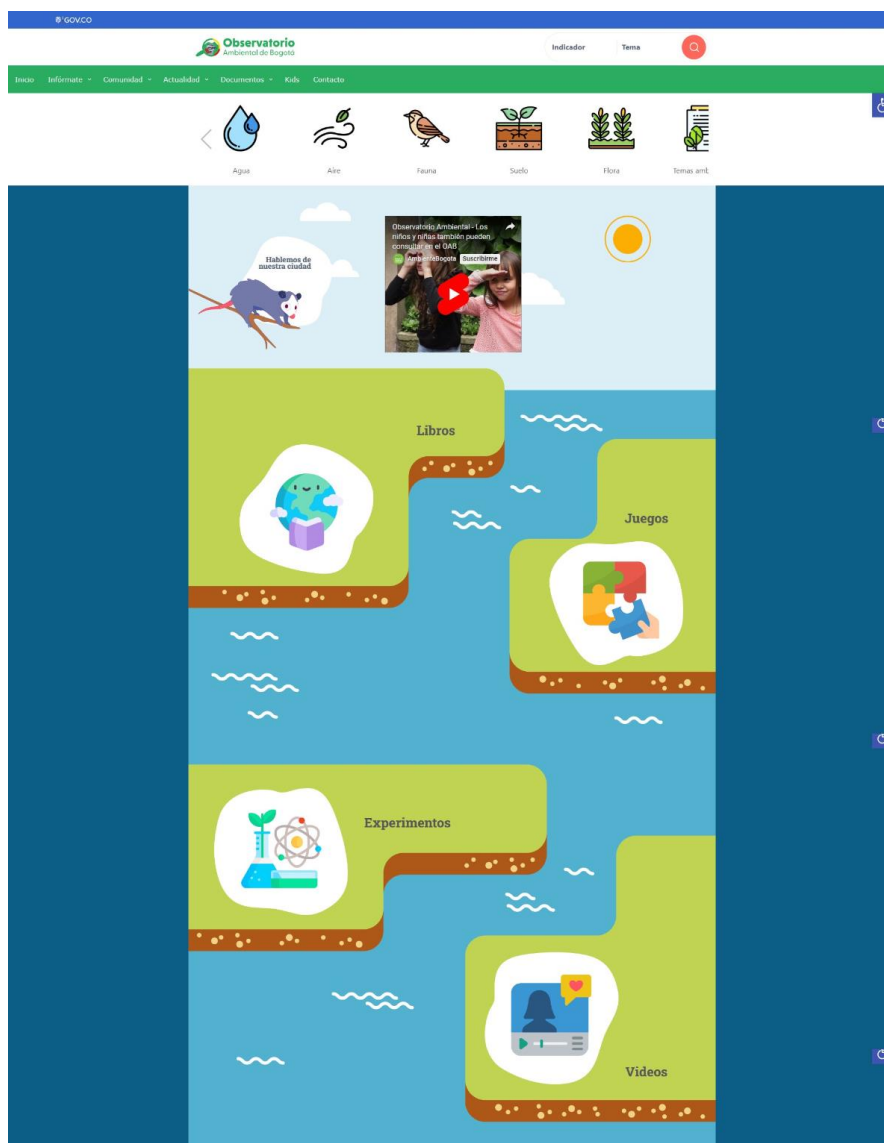 GOV.CO
Observatorio
Ambiental de Bogotá
Indicador Tema
Inicio Infórmate Comunidad Actualidad Documentos Kids Contacto
Agua Aire Fauna Suelo Flora Temas amb
Hablemos de
nuestra ciudad
Observatorio Ambiental - Los
niños y niñas también pueden
consultar en el OAB
AmbienteBogota Suscribirme
Libros
Juegos
Experimentos
Videos